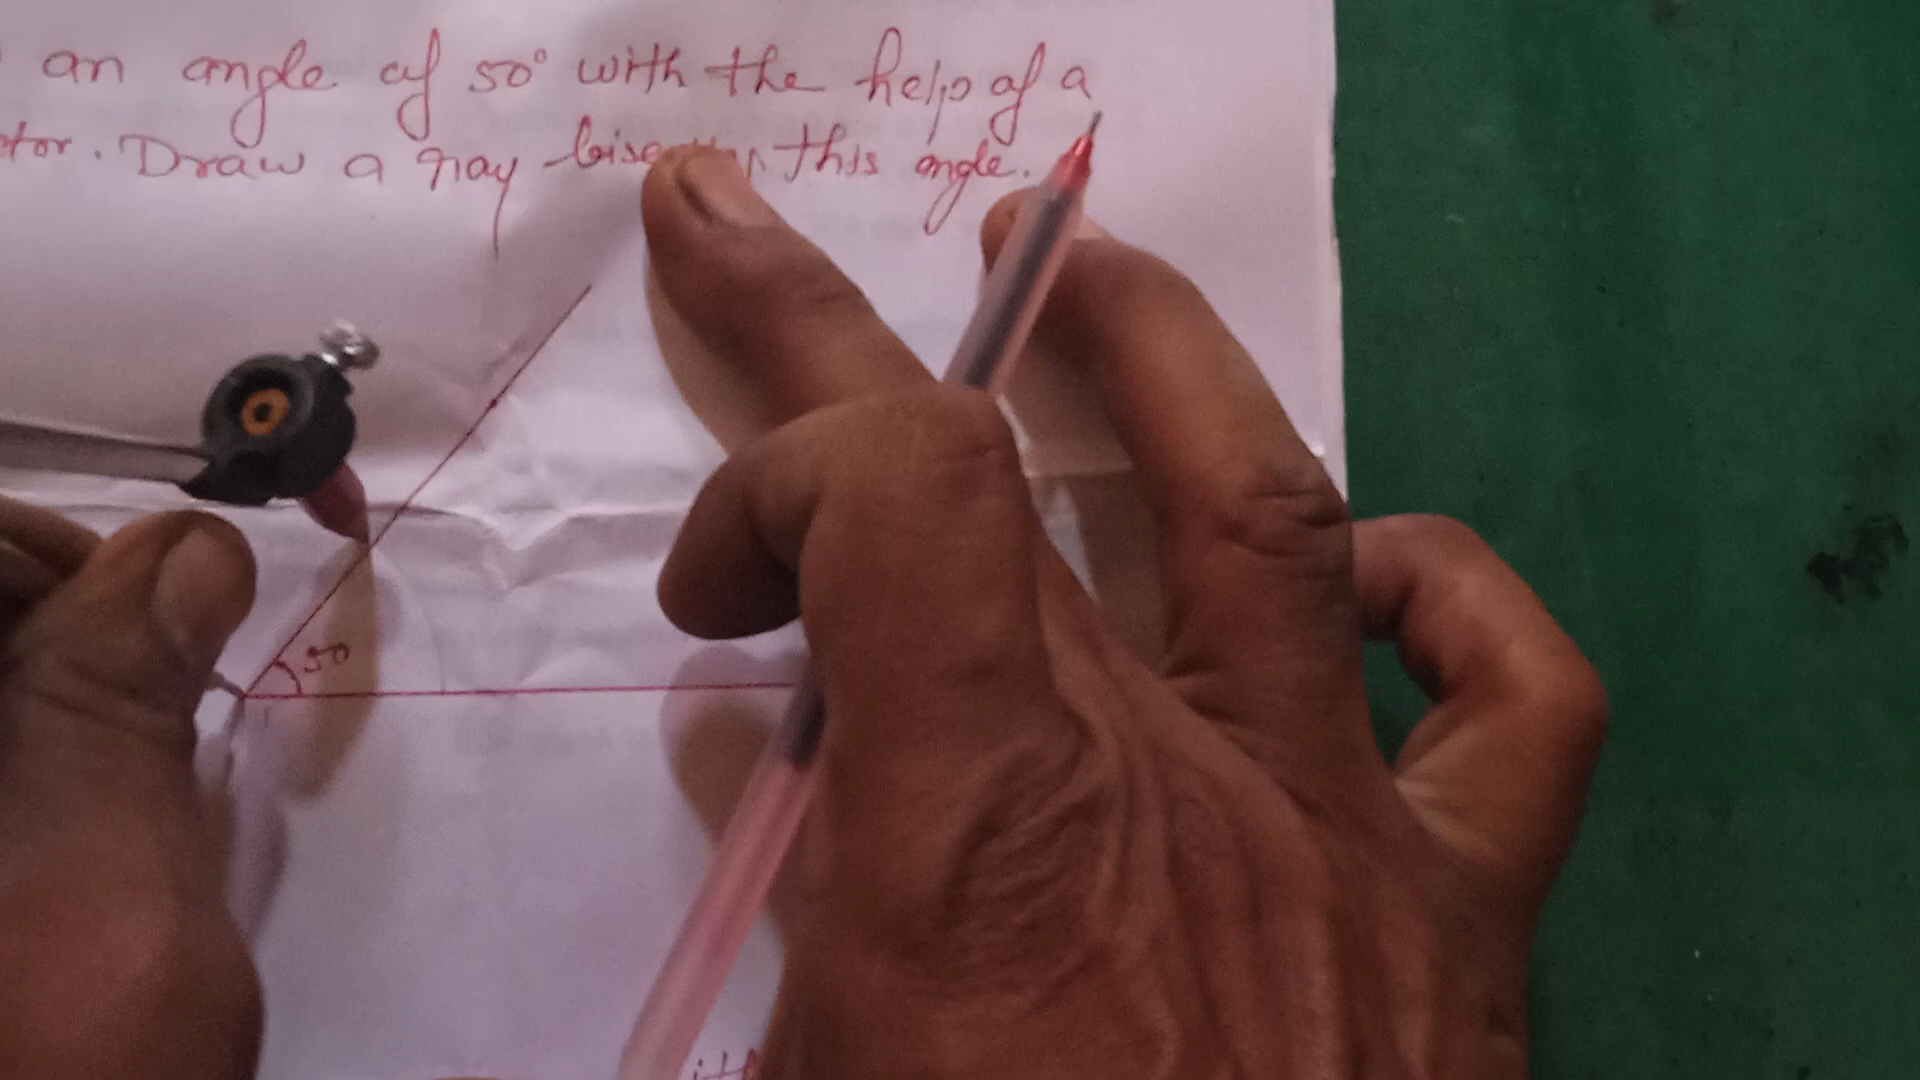 an angle of 50° with the help of a
tor. Draw a ray this angle.
50